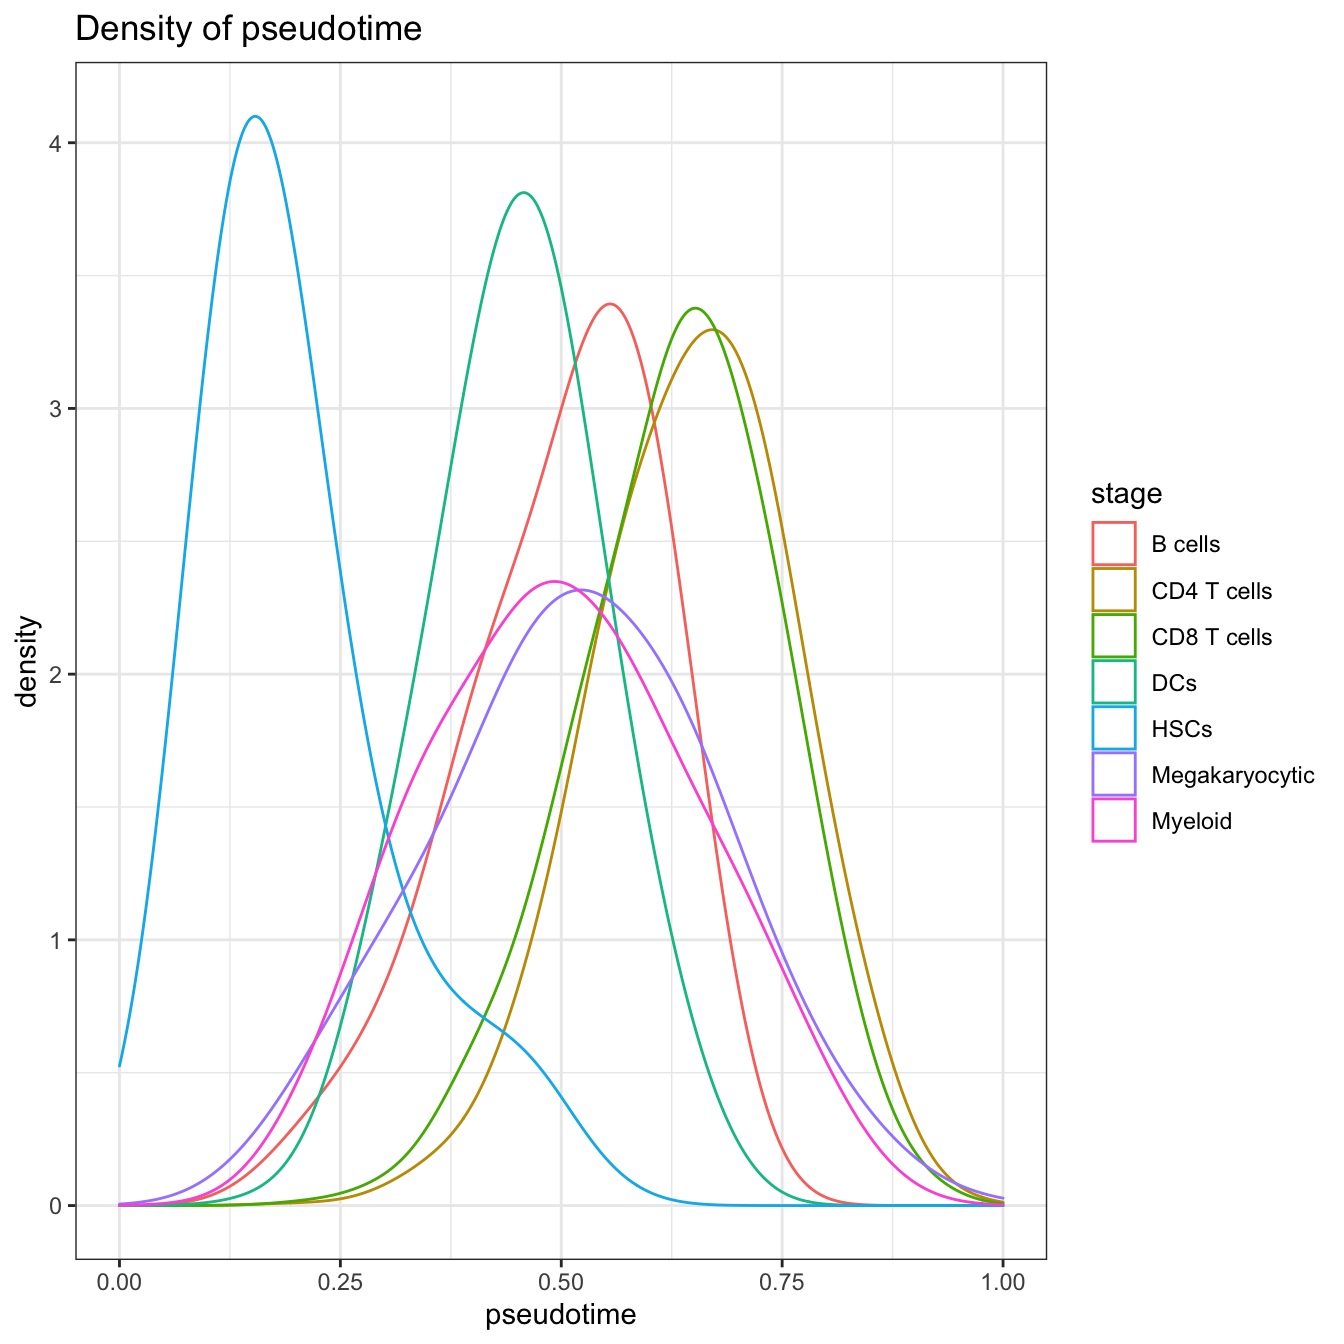 Density of pseudotime
4
3
2
1
0
density
0.00 0.25 0.50 0.75 1.00
pseudotime
stage
B cells
CD4 T cells
CD8 T cells
DCs
HSCs
Megakaryocytic
Myeloid